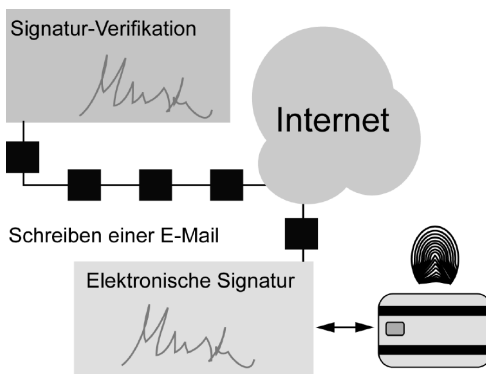 Signatur-Verifikation
Internet
Schreiben einer E-Mail
Elektronische Signatur